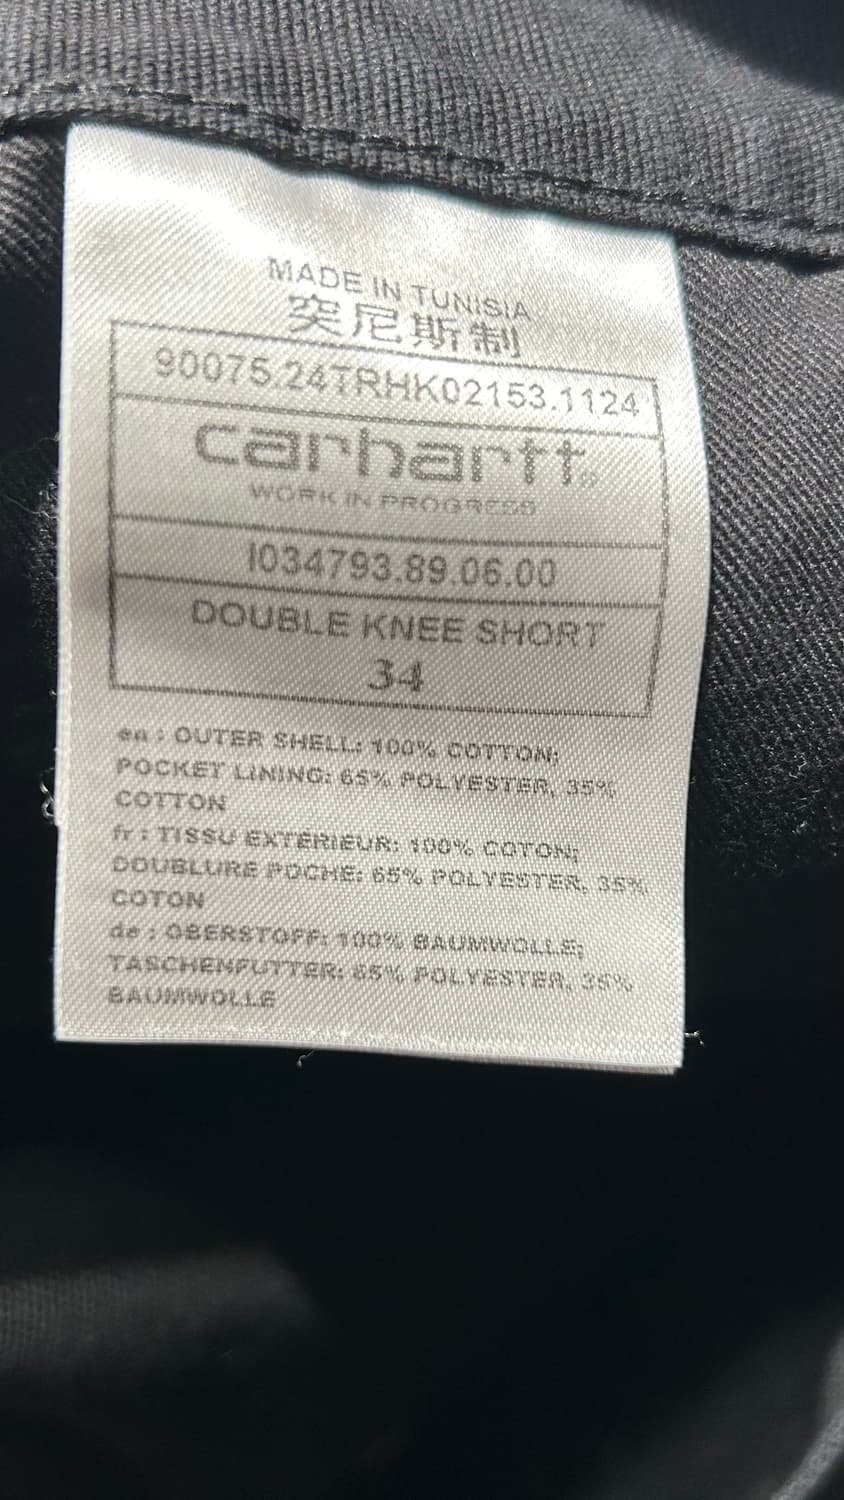 MADE IN TUNISIA
突尼斯制
90075.24TRHK02153.1124
carhartt®
WORK IN PROGRESS
I034793.89.06.00
DOUBLE KNEE SHORT
34
en : OUTER SHELL: 100% COTTON;
POCKET LINING: 65% POLYESTER, 35%
COTTON
fr : TISSU EXTERIEUR: 100% COTON;
DOUBLURE POCHE: 65% POLYESTER, 35%
COTON
de : OBERSTOFF: 100% BAUMWOLLE;
TASCHENFUTTER: 65% POLYESTER, 35%
BAUMWOLLE